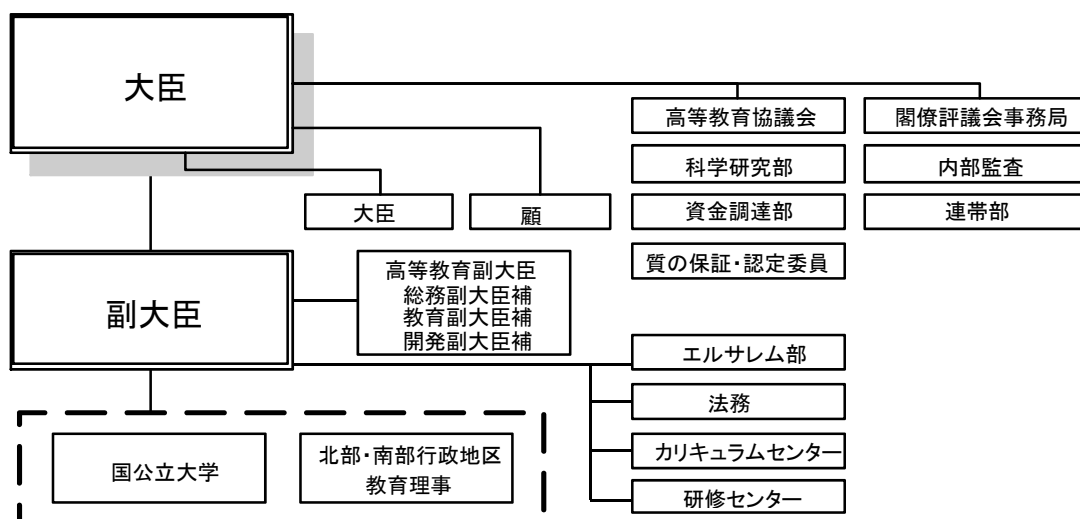 大臣
高等教育協議会
閣僚評議会事務局
科学研究部
内部監査
大臣
顧
資金調達部
連帯部
質の保証・認定委員
副大臣
高等教育副大臣
総務副大臣補
教育副大臣補
開発副大臣補
エルサレム部
法務
カリキュラムセンター
研修センター
国公立大学
北部・南部行政地区
教育理事